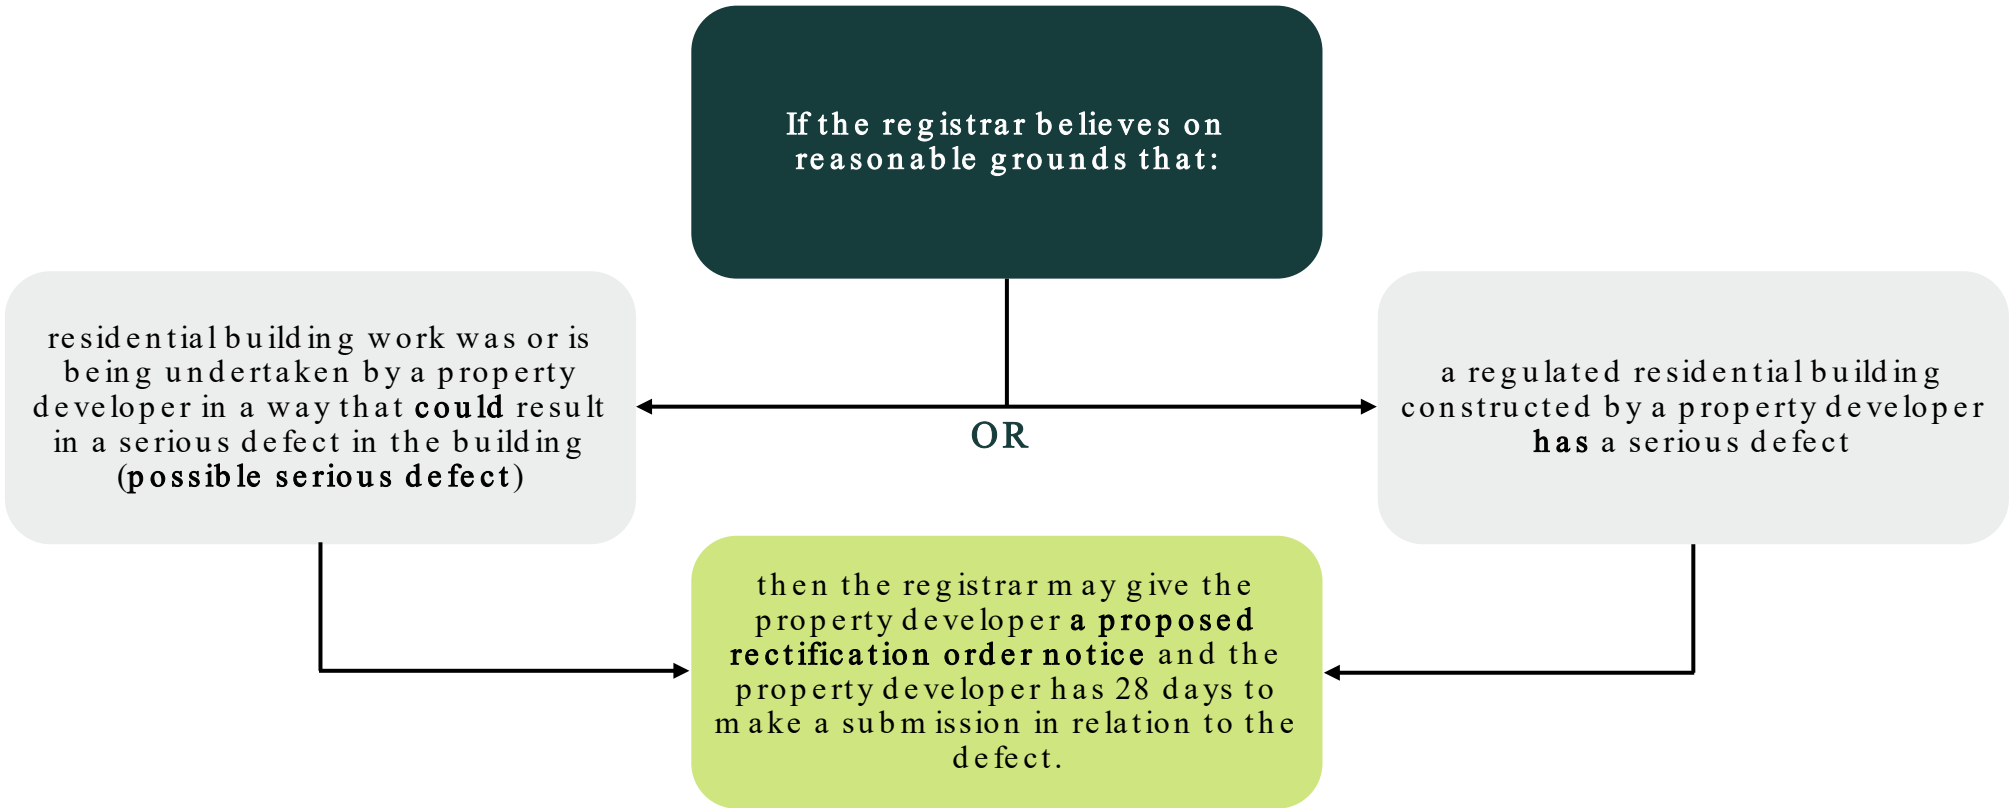 If the registrar believes on
reasonable grounds that:
residential building work was or is
being undertaken by a property
developer in a way that could result
in a serious defect in the building
(possible serious defect)
OR
a regulated residential building
constructed by a property developer
has a serious defect
then the registrar may give the
property developer a proposed
rectification order notice and the
property developer has 28 days to
make a submission in relation to the
defect.